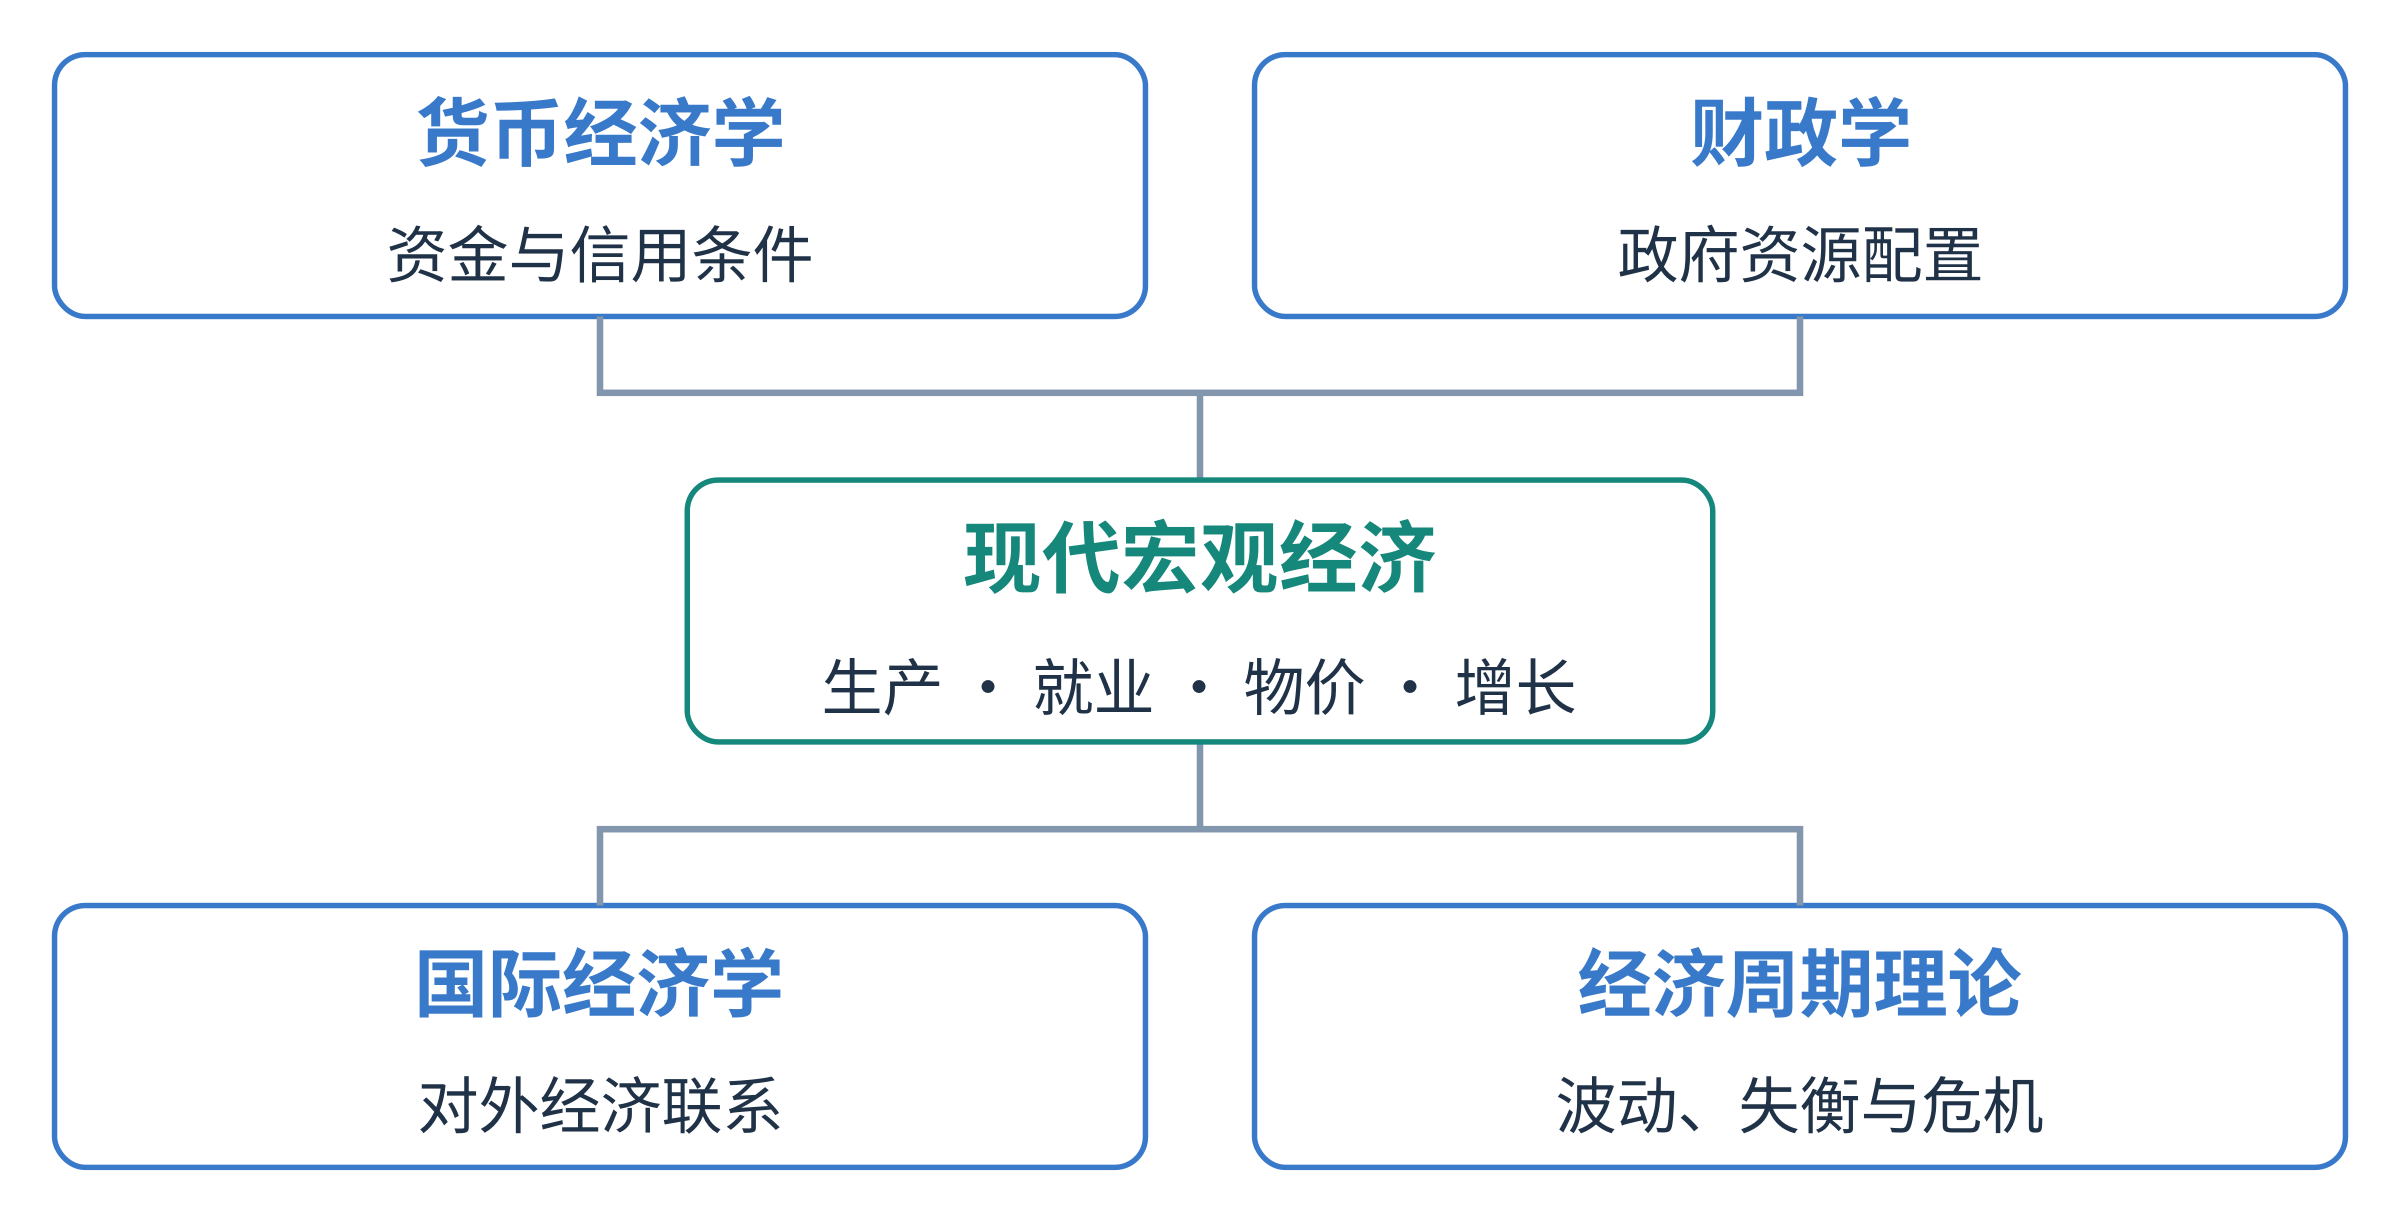 货币经济学
资金与信用条件
财政学
政府资源配置
现代宏观经济
生产 · 就业 · 物价 · 增长
国际经济学
对外经济联系
经济周期理论
波动、失衡与危机